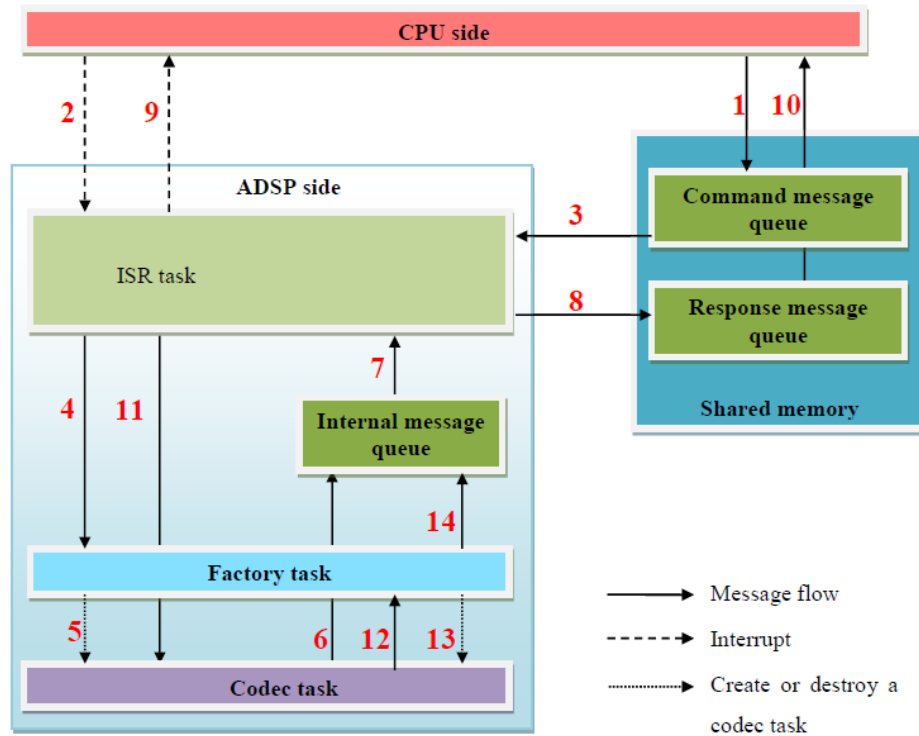 CPU side
2
9
1
10
ADSP side
Command message
queue
3
ISR task
8
Response message
queue
7
4
11
Internal message
queue
Shared memory
14
Factory task
Message flow
5
6
12
13
Interrupt
Codec task
Create or destroy a
codec task